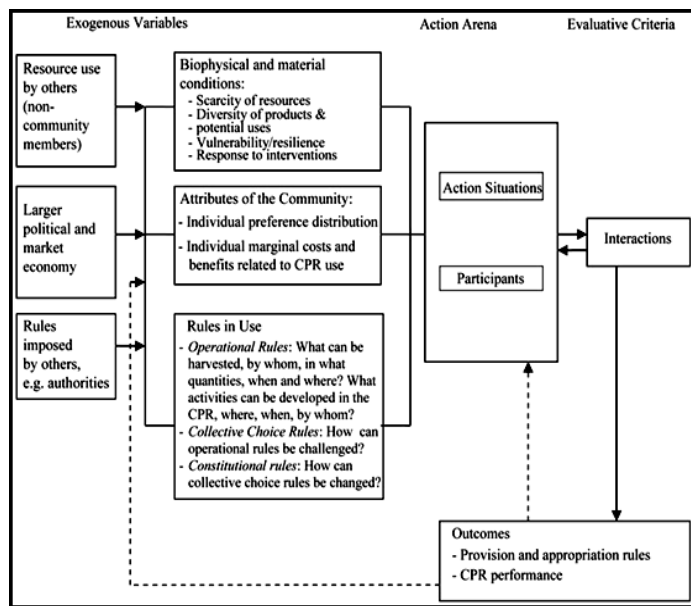 Exogenous Variables
Action Arena
Evaluative Criteria
Resource use
by others
(non-
community
members)
Larger
political and
market
economy
Rules
imposed
by others,
e.g. authorities
Biophysical and material
conditions:
- Scarcity of resources
- Diversity of products &
- potential uses
- Vulnerability/resilience
- Response to interventions
Attributes of the Community:
- Individual preference distribution
- Individual marginal costs and
benefits related to CPR use
Rules in Use
- Operational Rules: What can be
harvested, by whom, in what
quantities, when and where? What
activities can be developed in the
CPR, where, when, by whom?
- Collective Choice Rules: How can
operational rules be challenged?
- Constitutional rules: How can
collective choice rules be changed?
Action Situations
Participants
Interactions
Outcomes
- Provision and appropriation rules
- CPR performance